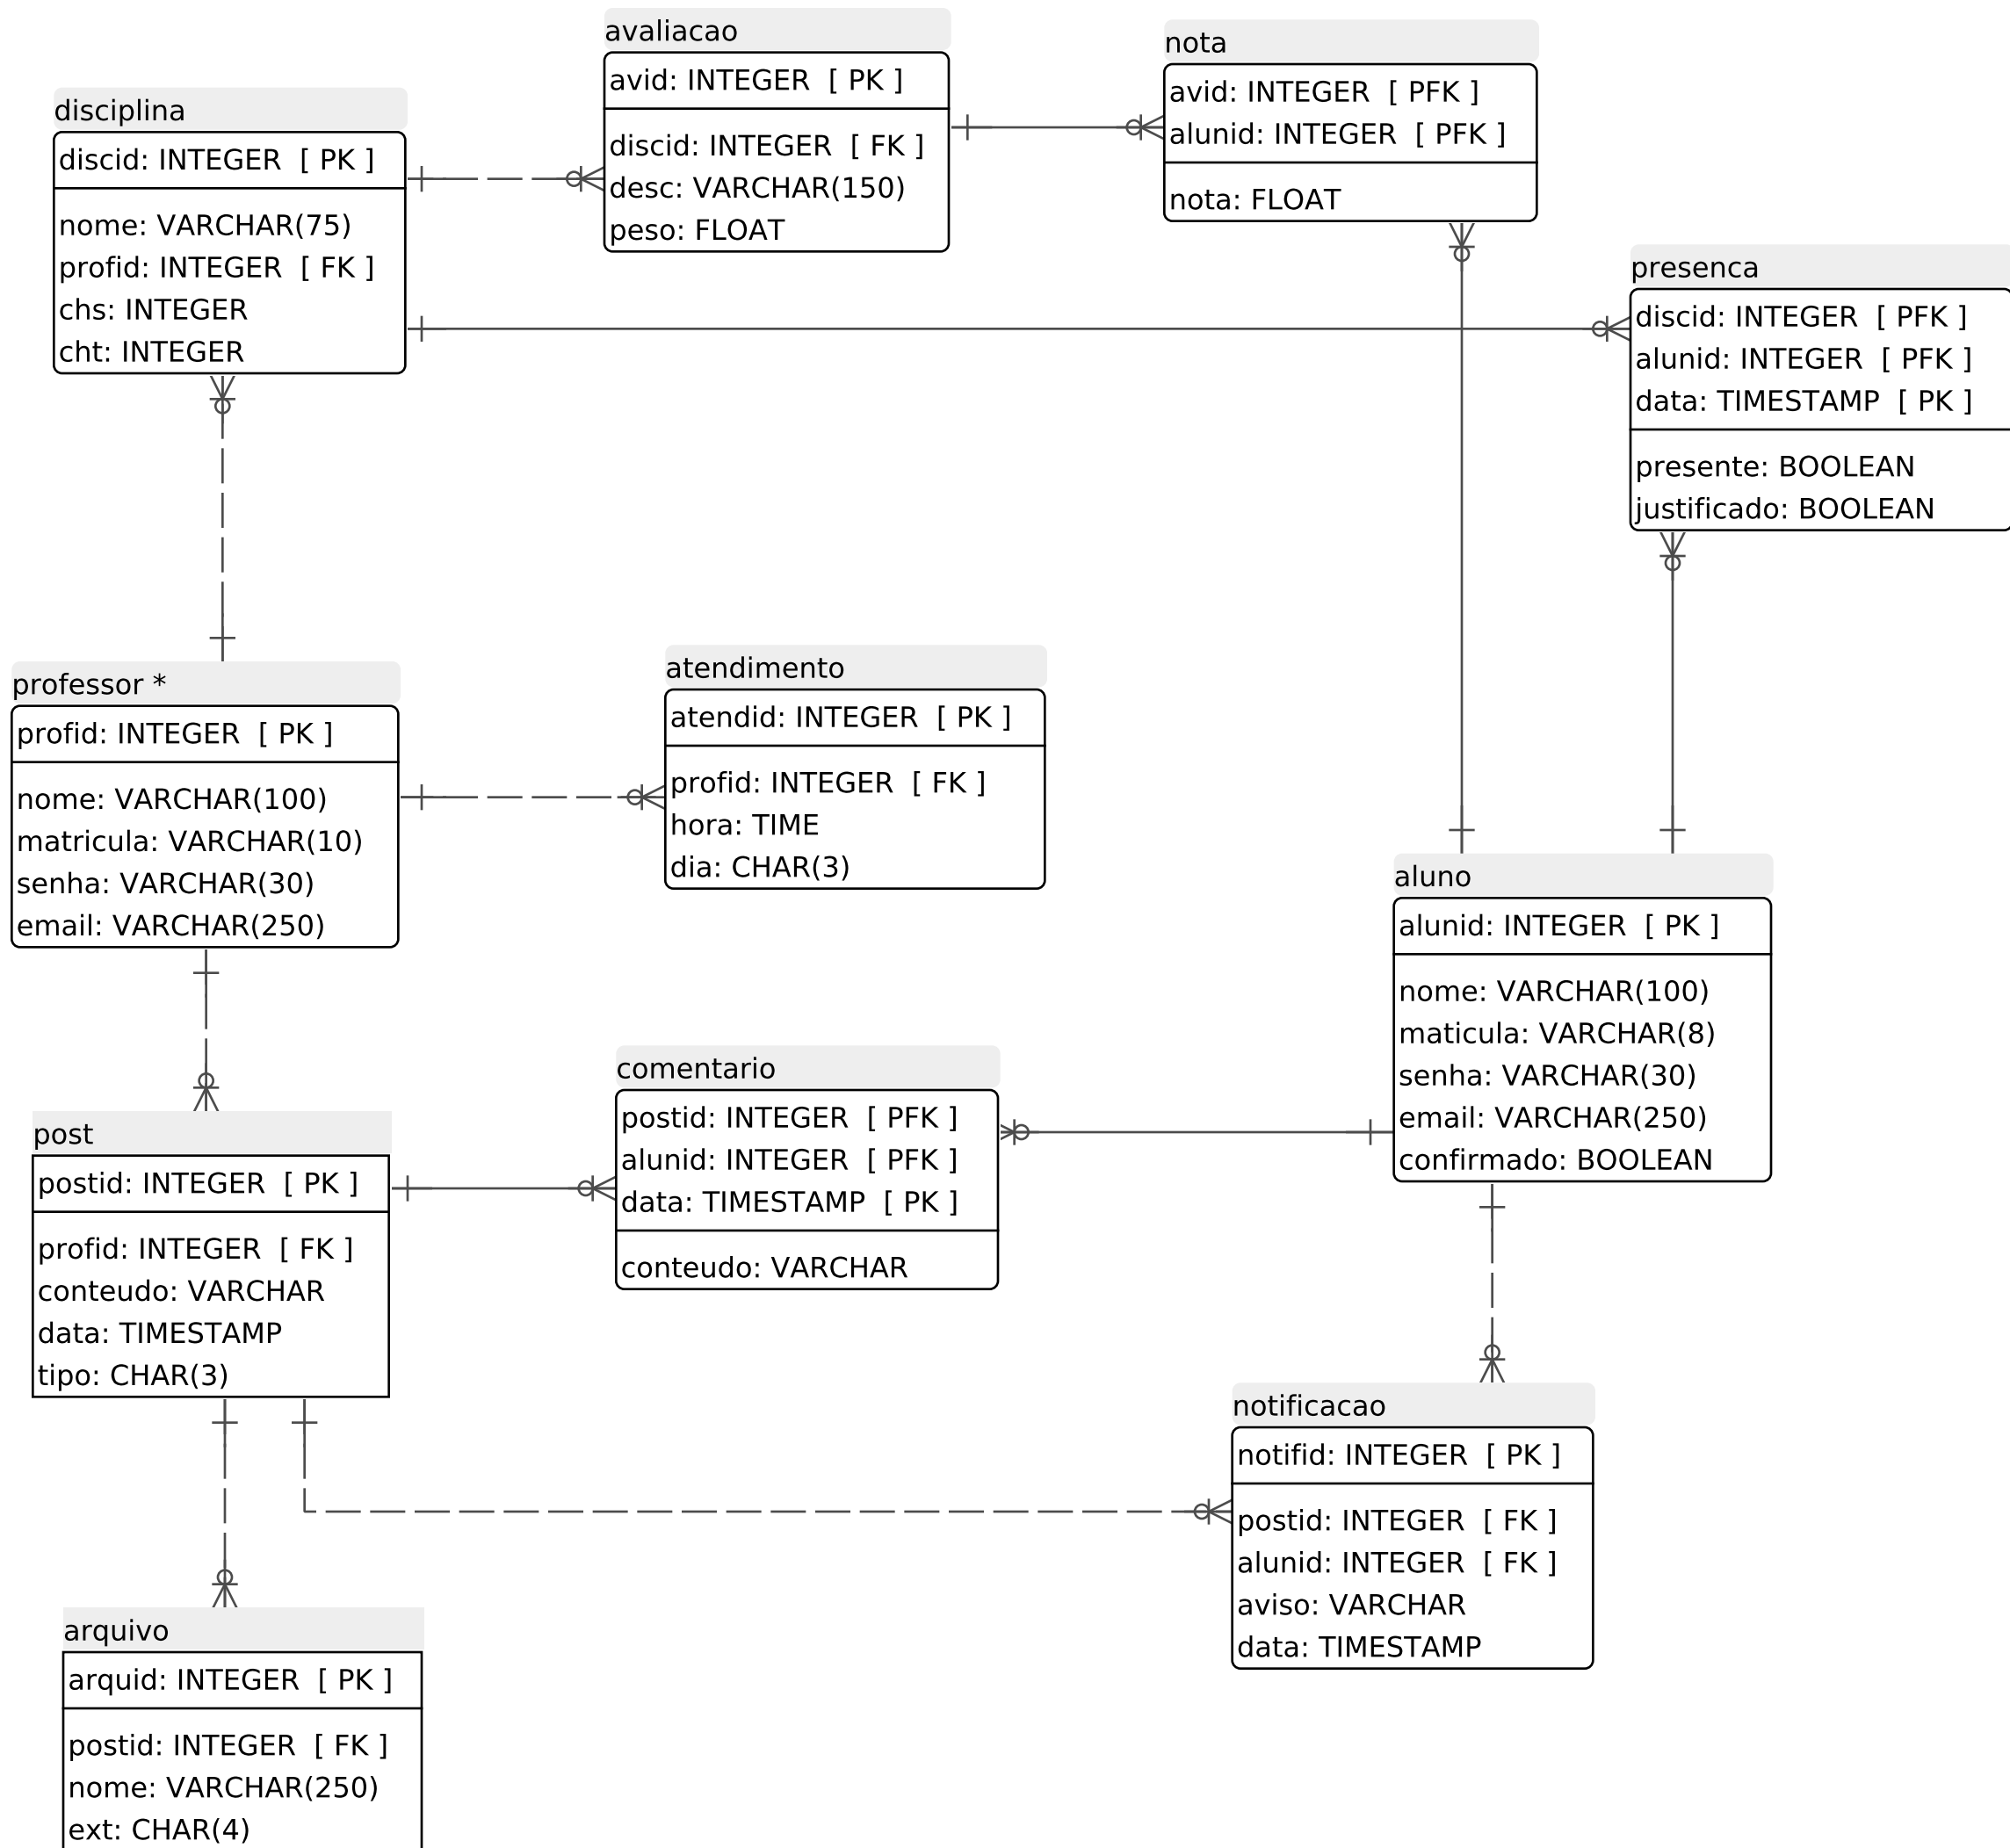 avaliacao
avid: INTEGER [ PK ]
discid: INTEGER [ FK ]
desc: VARCHAR(150)
peso: FLOAT
nota
avid: INTEGER [ PFK ]
alunid: INTEGER [ PFK ]
nota: FLOAT
disciplina
discid: INTEGER [ PK ]
nome: VARCHAR(75)
profid: INTEGER [ FK ]
chs: INTEGER
cht: INTEGER
presenca
discid: INTEGER [ PFK ]
alunid: INTEGER [ PFK ]
data: TIMESTAMP [ PK ]
presente: BOOLEAN
justificado: BOOLEAN
professor *
profid: INTEGER [ PK ]
nome: VARCHAR(100)
matricula: VARCHAR(10)
senha: VARCHAR(30)
email: VARCHAR(250)
atendimento
atendid: INTEGER [ PK ]
profid: INTEGER [ FK ]
hora: TIME
dia: CHAR(3)
aluno
alunid: INTEGER [ PK ]
nome: VARCHAR(100)
maticula: VARCHAR(8)
senha: VARCHAR(30)
email: VARCHAR(250)
confirmado: BOOLEAN
comentario
postid: INTEGER [ PFK ]
alunid: INTEGER [ PFK ]
data: TIMESTAMP [ PK ]
conteudo: VARCHAR
post
postid: INTEGER [ PK ]
profid: INTEGER [ FK ]
conteudo: VARCHAR
data: TIMESTAMP
tipo: CHAR(3)
notificacao
notifid: INTEGER [ PK ]
postid: INTEGER [ FK ]
alunid: INTEGER [ FK ]
aviso: VARCHAR
data: TIMESTAMP
arquivo
arquid: INTEGER [ PK ]
postid: INTEGER [ FK ]
nome: VARCHAR(250)
ext: CHAR(4)